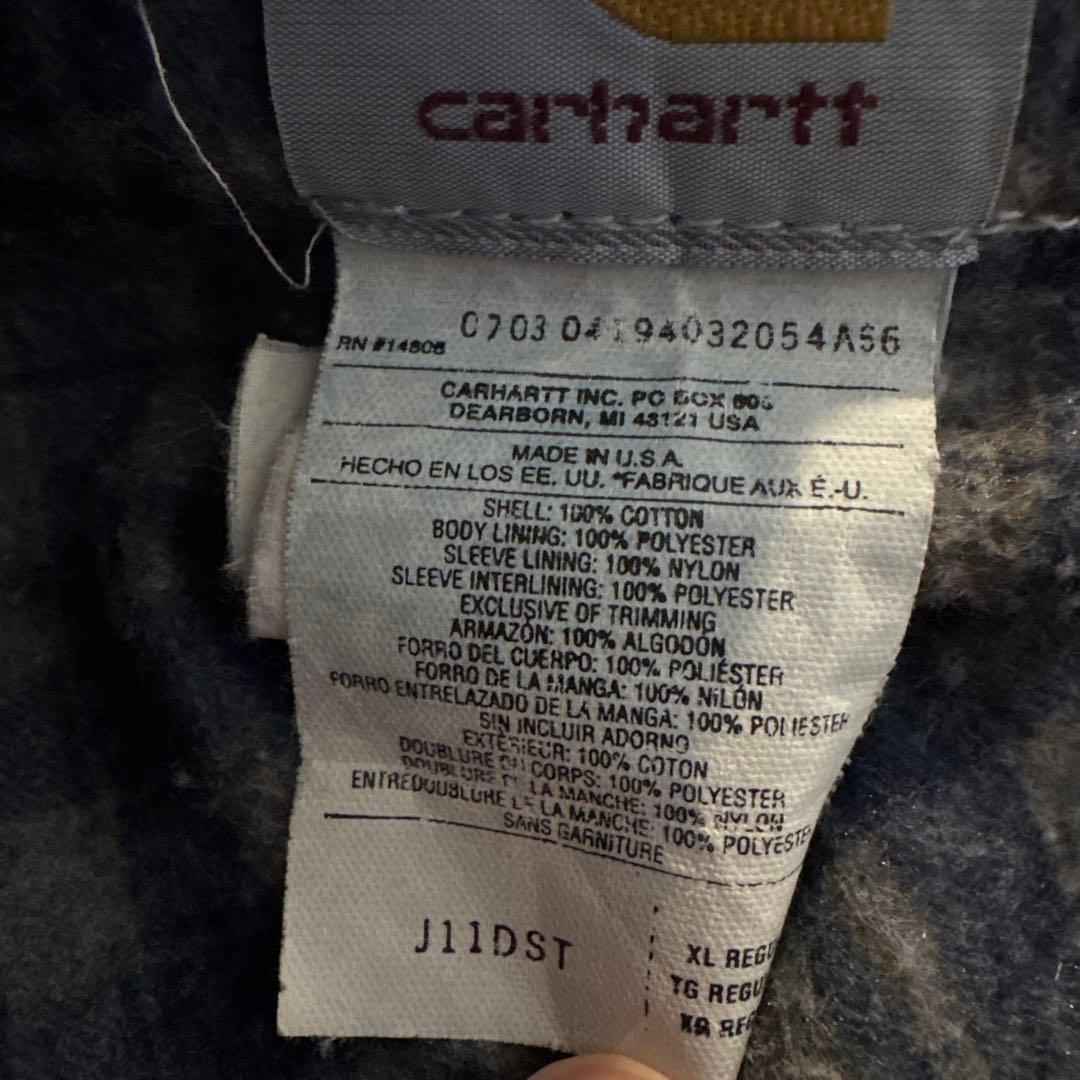 carhartt
0703 04194032054A56
RN #14806
CARHARTT INC. PO BOX
DEARBORN, MI 48121 USA
MADE IN U.S.A.
HECHO EN LOS EE. UU. *FABRIQUE AUX É.-U.
SHELL: 100% COTTON
BODY LINING: 100% POLYESTER
SLEEVE LINING: 100% NYLON
SLEEVE INTERLINING: 100% POLYESTER
EXCLUSIVE OF TRIMMING
ARMAZÓN: 100% ALGODÓN
FORRO DEL CUERPO: 100% POLIÉSTER
FORRO DE LA MANGA: 100% NILÓN
FORRO ENTRELAZADO DE LA MANGA: 100% POLIESTER
SIN INCLUIR ADORNO
EXTÉRIEUR: 100% COTON
DOUBLURE DU CORPS: 100% POLYESTER
DOUBLURE DE LA MANCHE: 100% NYLON
ENTREDOUBLURE LA MANCHE: 100% POLYESTE
SANS GARNITURE
J11DST
XL REGU
TG REGU
REG